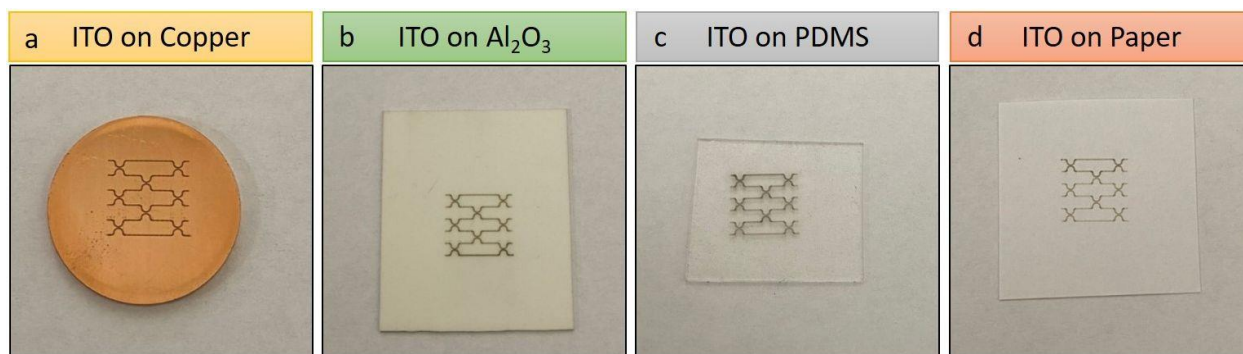 a ITO on Copper
b ITO on Al₂O₃
c ITO on PDMS
d ITO on Paper